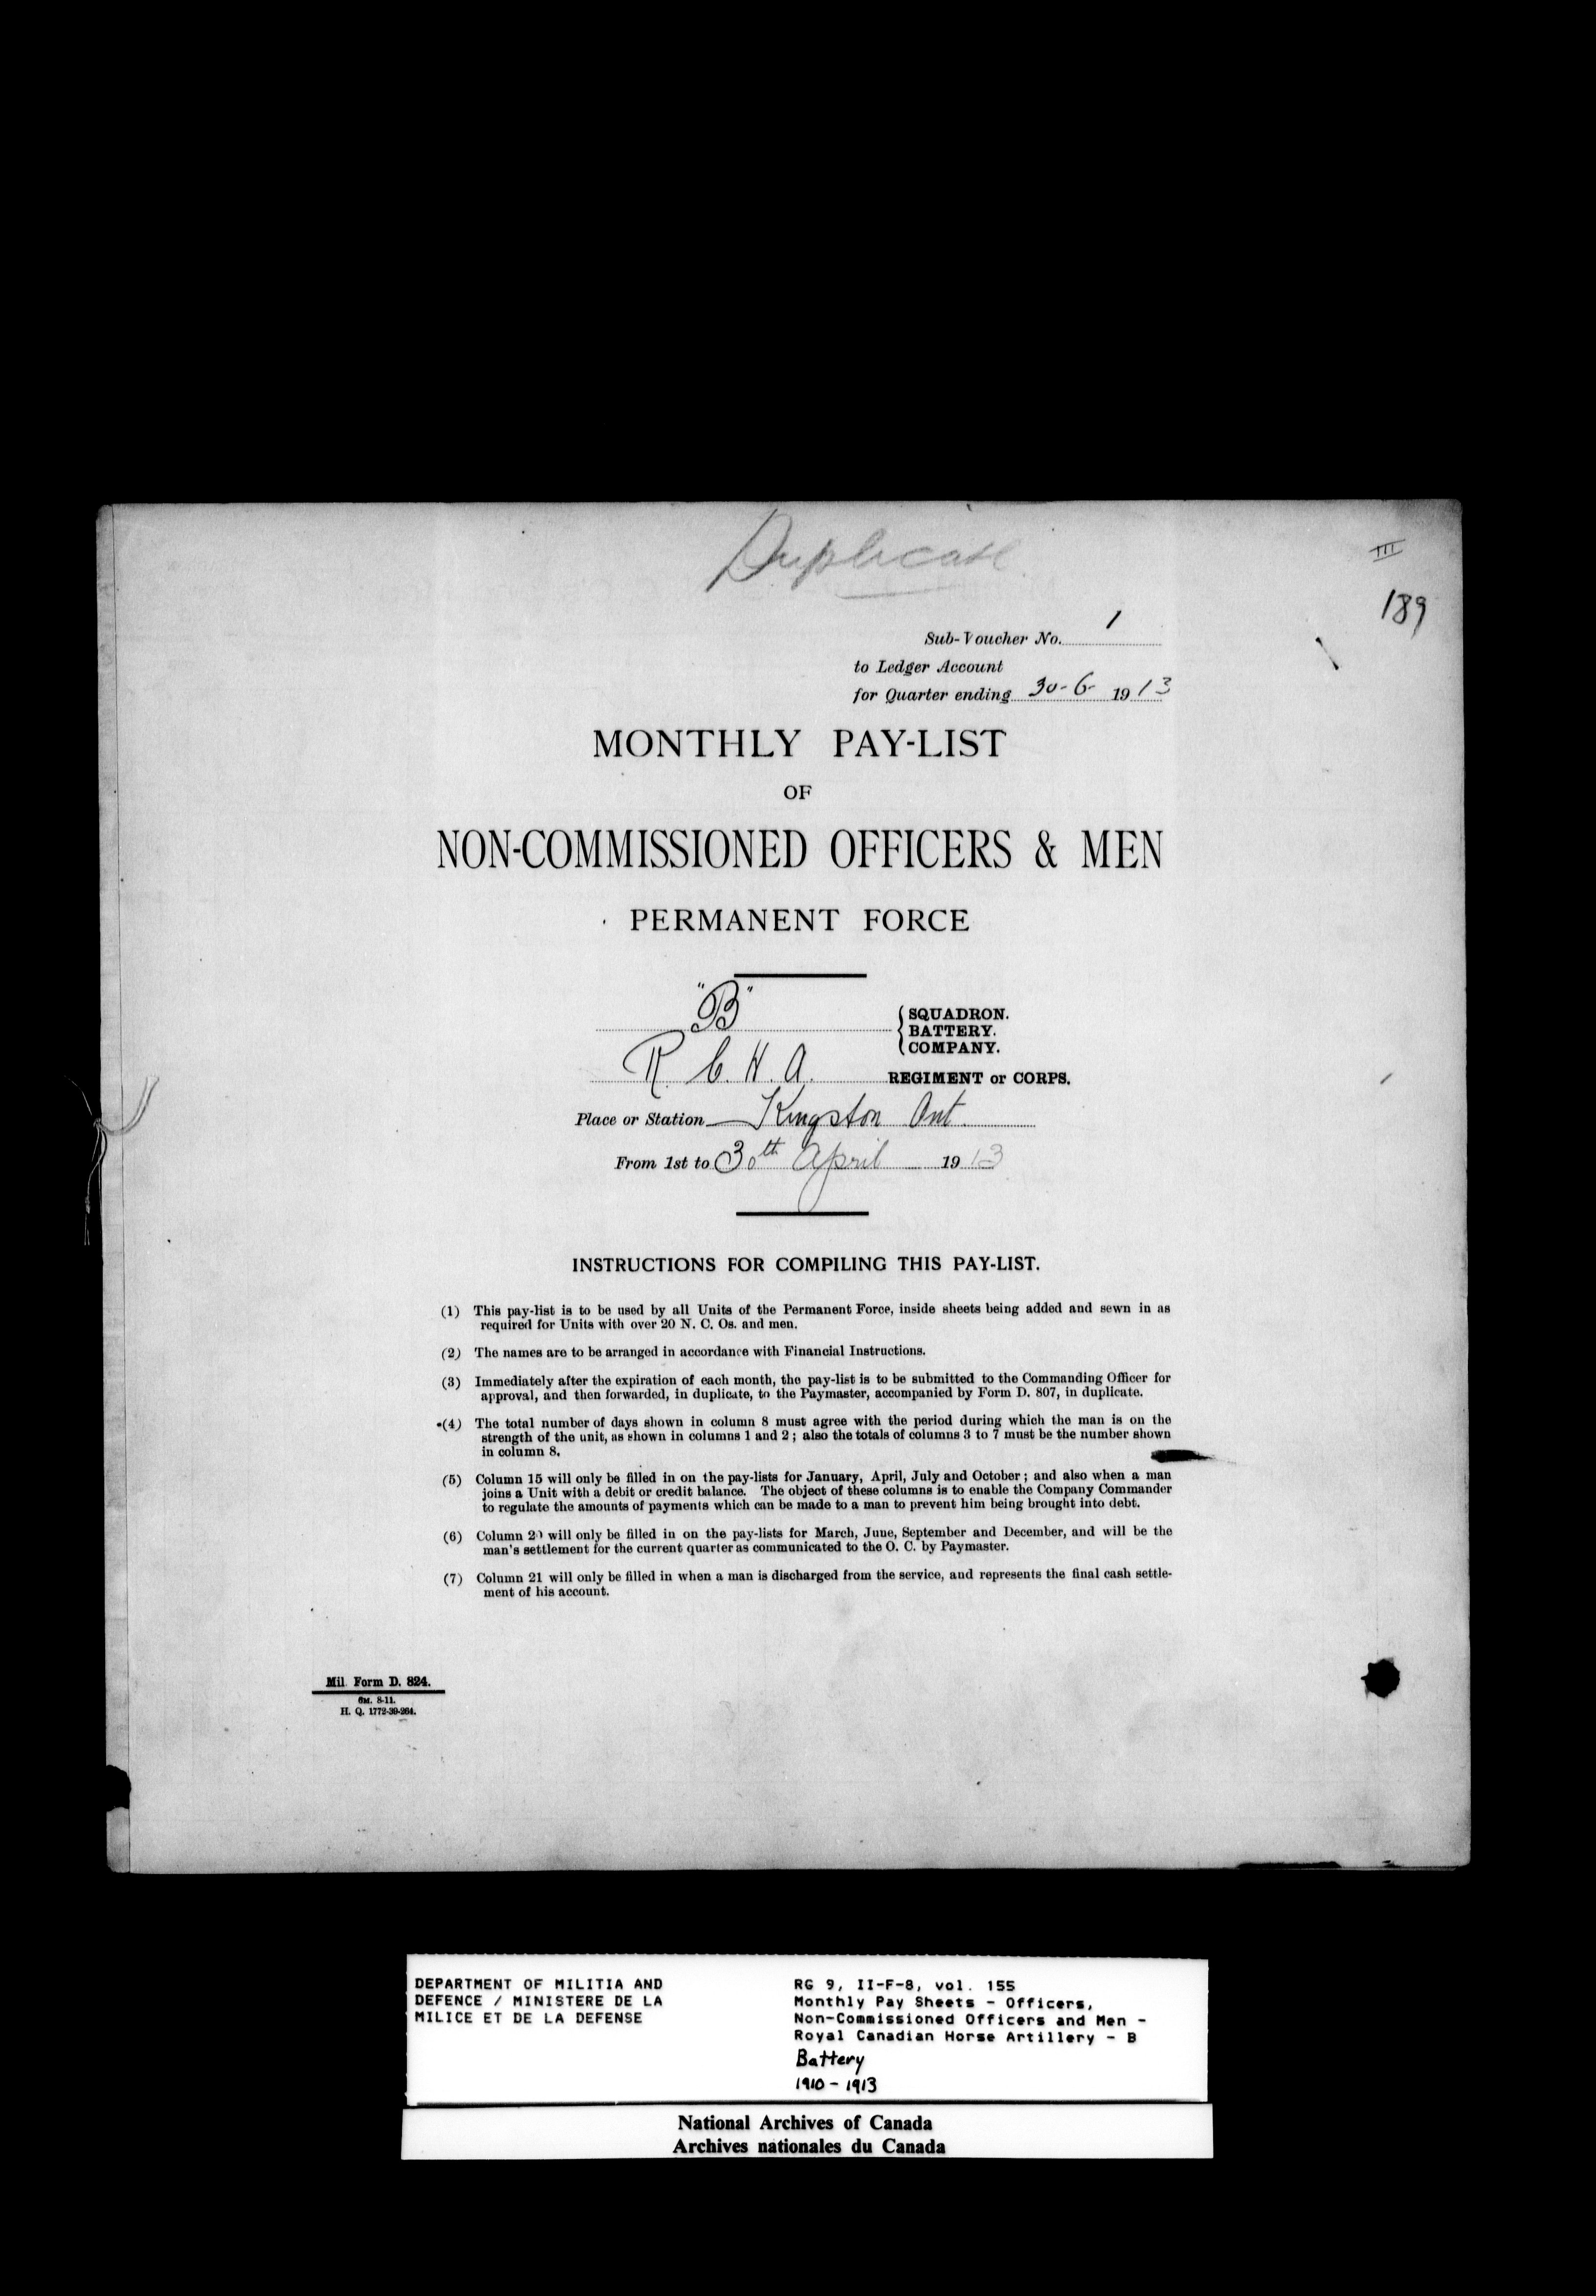 Duplicate
III
189
Sub-Voucher No. 1
to Ledger Account
for Quarter ending 30-6- 1913
MONTHLY PAY-LIST
OF
NON-COMMISSIONED OFFICERS & MEN
PERMANENT FORCE
"B"
SQUADRON.
BATTERY.
COMPANY.
R. C. H. A. REGIMENT or CORPS.
Place or Station Kingston Ont.
From 1st to 30th April 1913
INSTRUCTIONS FOR COMPILING THIS PAY-LIST.
(1) This pay-list is to be used by all Units of the Permanent Force, inside sheets being added and sewn in as
required for Units with over 20 N. C. Os. and men.
(2) The names are to be arranged in accordance with Financial Instructions.
(3) Immediately after the expiration of each month, the pay-list is to be submitted to the Commanding Officer for
approval, and then forwarded, in duplicate, to the Paymaster, accompanied by Form D. 807, in duplicate.
(4) The total number of days shown in column 8 must agree with the period during which the man is on the
strength of the unit, as shown in columns 1 and 2 ; also the totals of columns 3 to 7 must be the number shown
in column 8.
(5) Column 15 will only be filled in on the pay-lists for January, April, July and October ; and also when a man
joins a Unit with a debit or credit balance. The object of these columns is to enable the Company Commander
to regulate the amounts of payments which can be made to a man to prevent him being brought into debt.
(6) Column 20 will only be filled in on the pay-lists for March, June, September and December, and will be the
man's settlement for the current quarter as communicated to the O. C. by Paymaster.
(7) Column 21 will only be filled in when a man is discharged from the service, and represents the final cash settle-
ment of his account.
Mil. Form D. 824.
6M. 8-11.
H. Q. 1772-39-264.
DEPARTMENT OF MILITIA AND
DEFENCE / MINISTERE DE LA
MILICE ET DE LA DEFENSE
RG 9, II-F-8, vol. 155
Monthly Pay Sheets - Officers,
Non-Commissioned Officers and Men -
Royal Canadian Horse Artillery - B
Battery
1910 - 1913
National Archives of Canada
Archives nationales du Canada